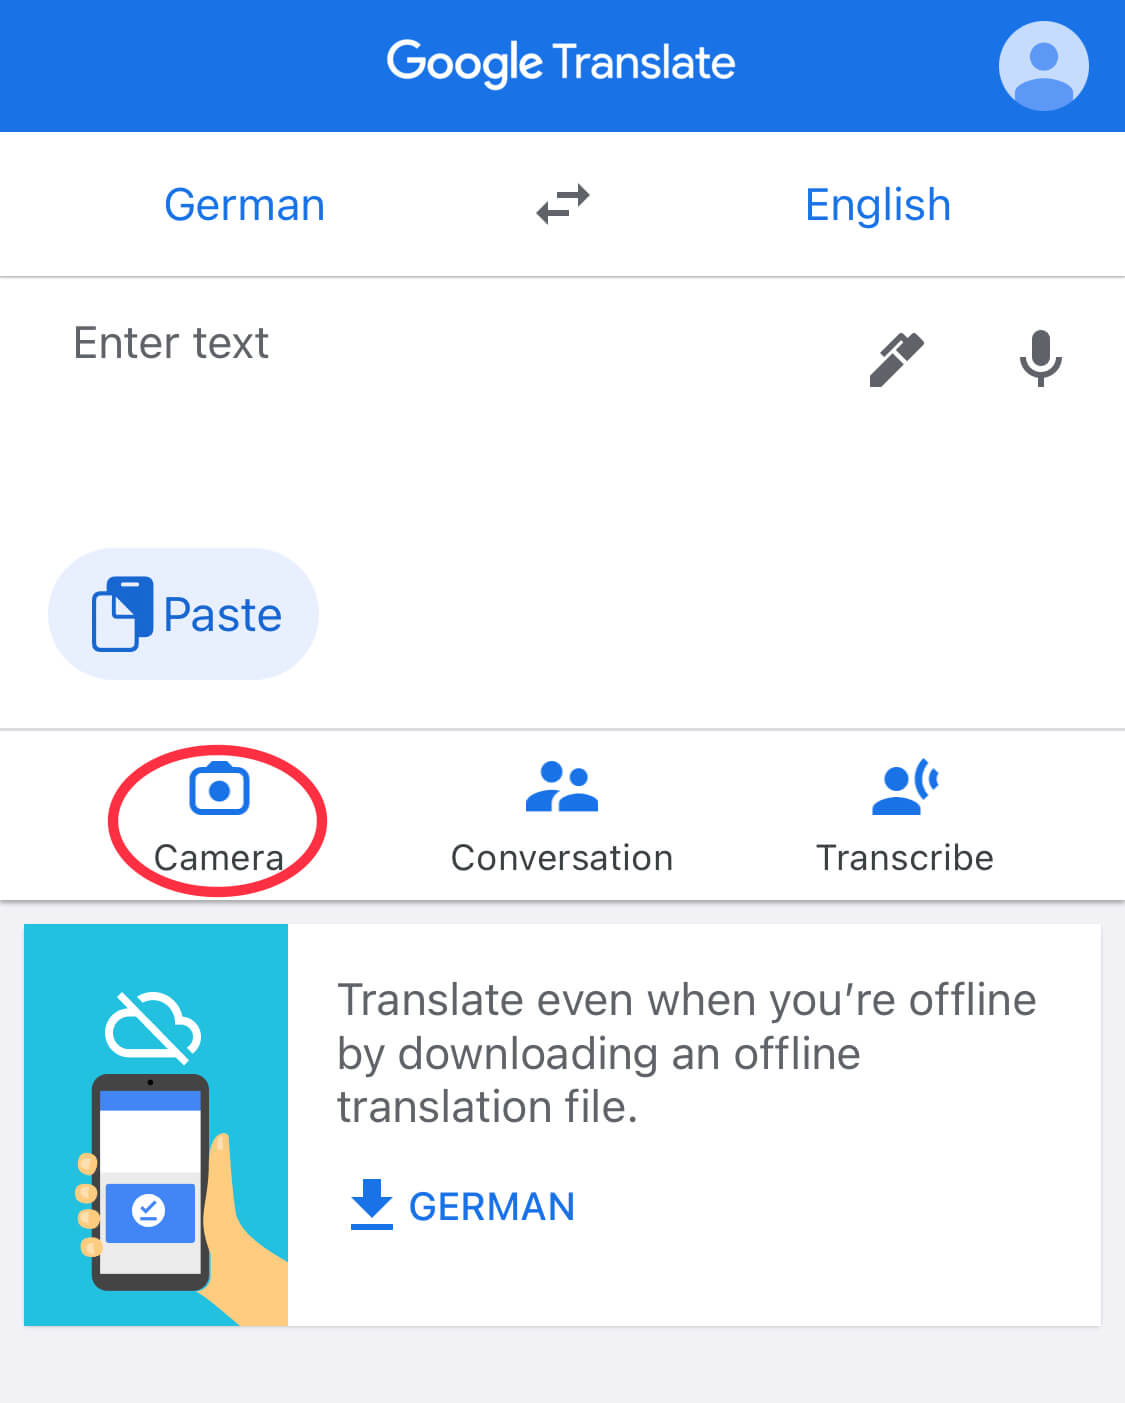 Google Translate
German
English
Enter text
Paste
Camera
Conversation
Transcribe
Translate even when you’re offline
by downloading an offline
translation file.
GERMAN